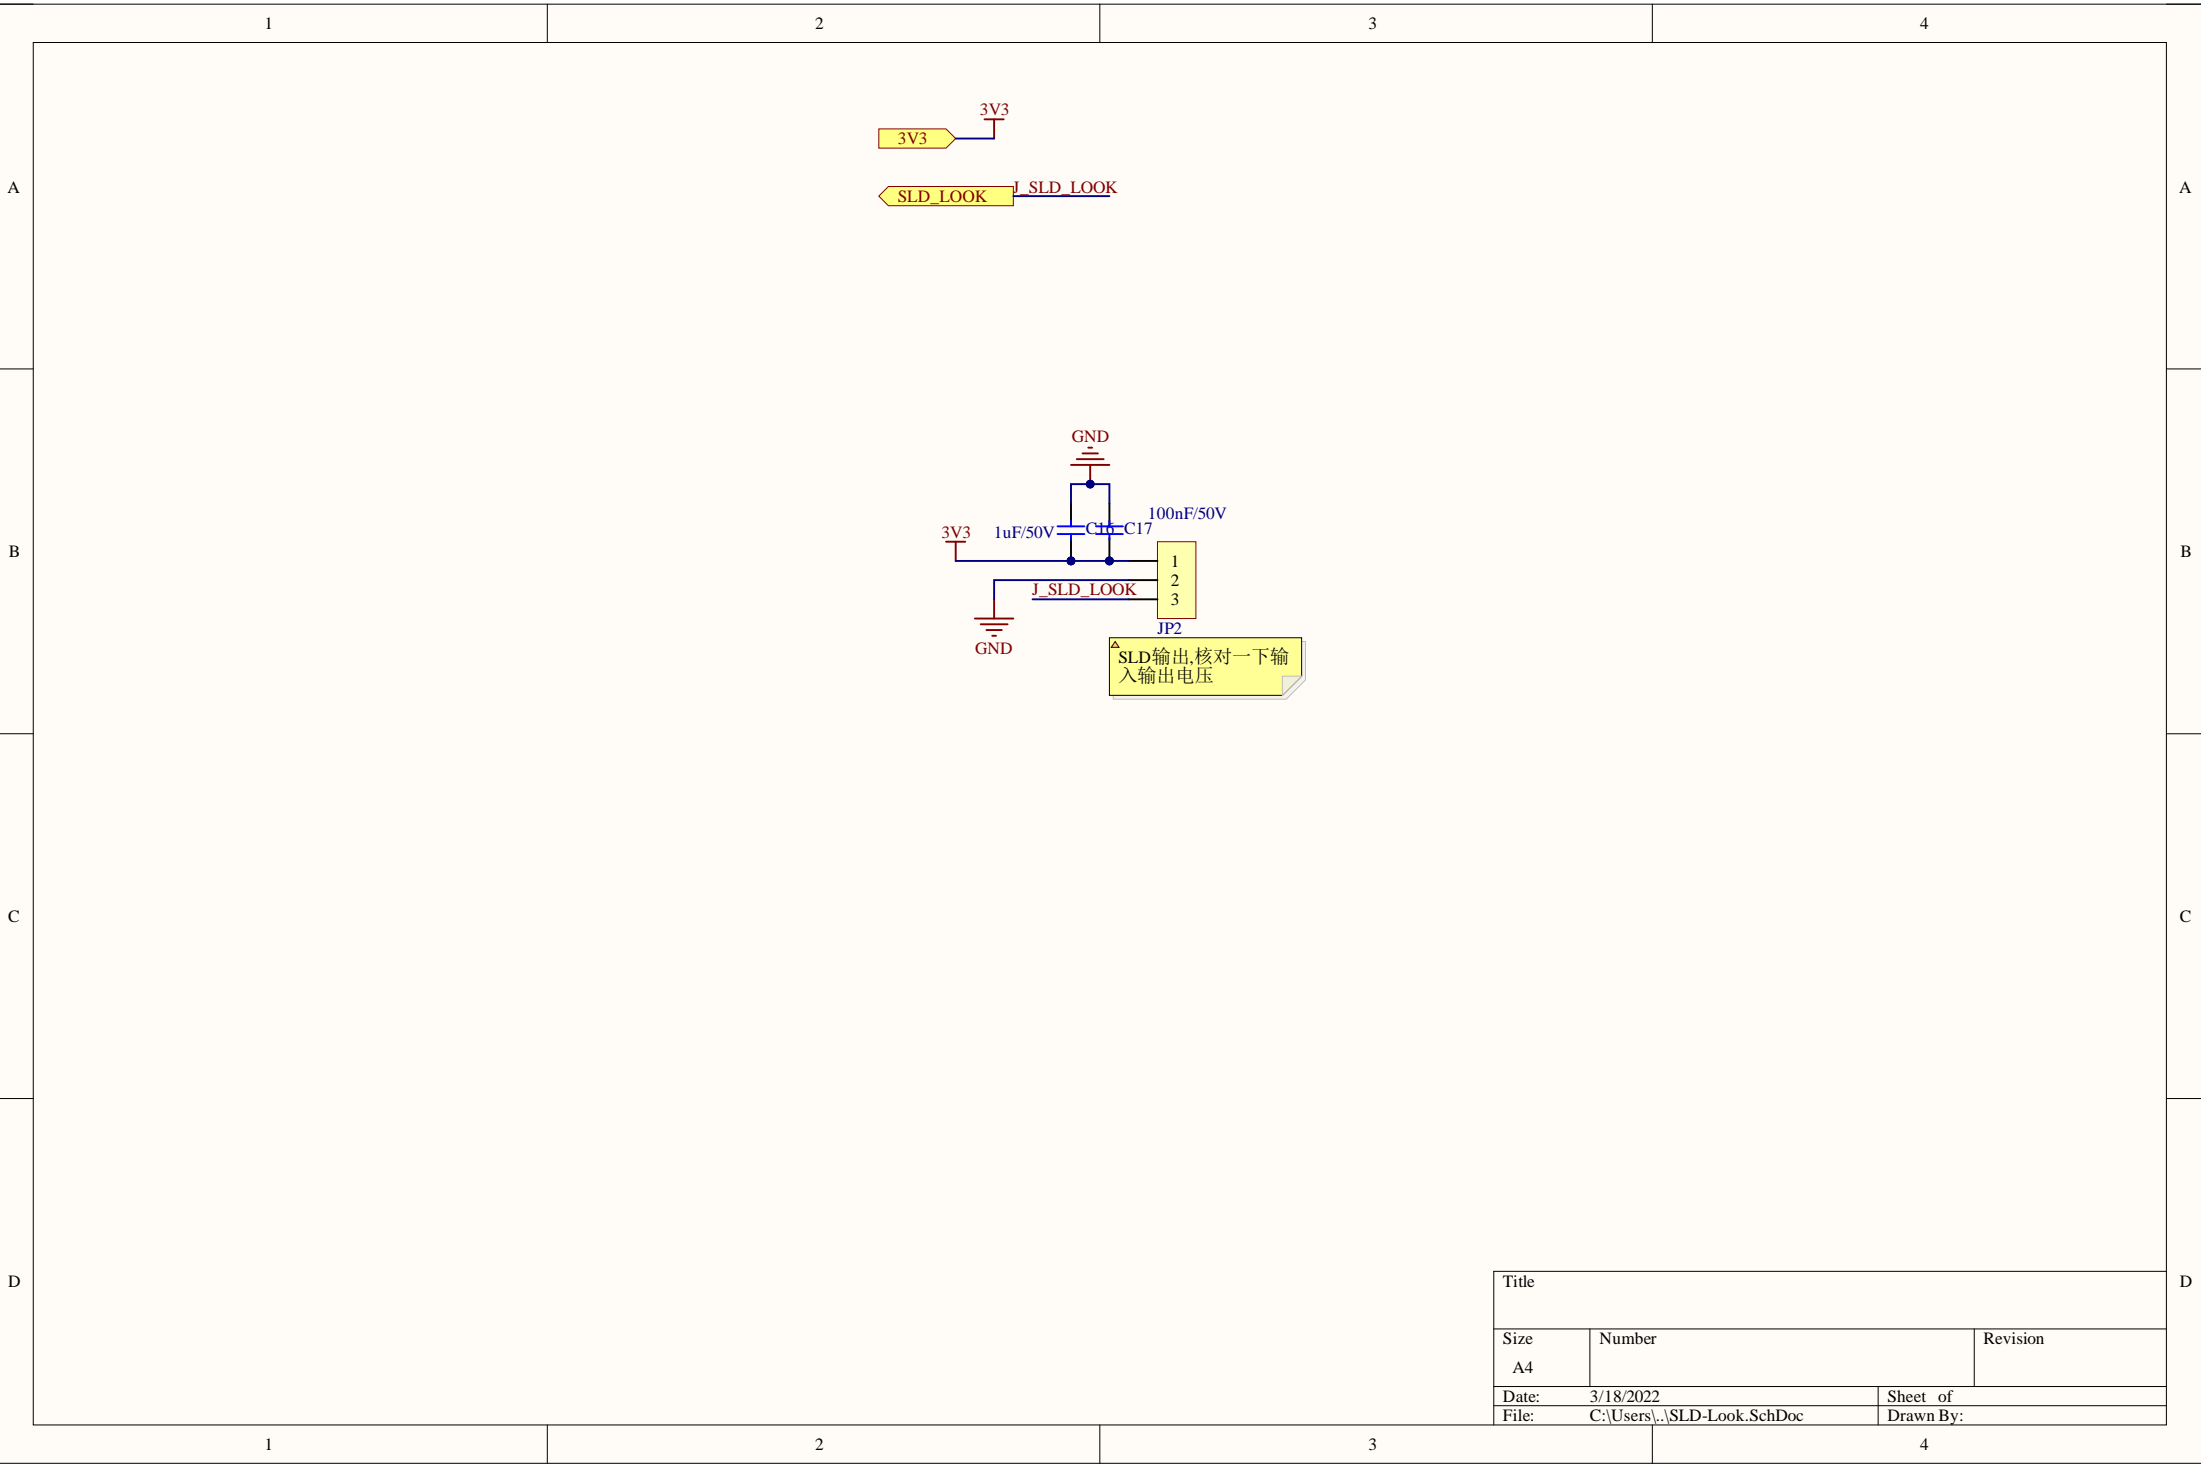 1 2 3 4
3V3
3V3
A A
SLD_LOOK J_SLD_LOOK
GND
100nF/50V
3V3 1uF/50V C16 C17
B B
1
2
J_SLD_LOOK
3
JP2
GND
SLD输出,核对一下输
入输出电压
C C
D D
Title
Size Number Revision
A4
Date: 3/18/2022 Sheet of
File: C:\Users\..\SLD-Look.SchDoc Drawn By:
1 2 3 4